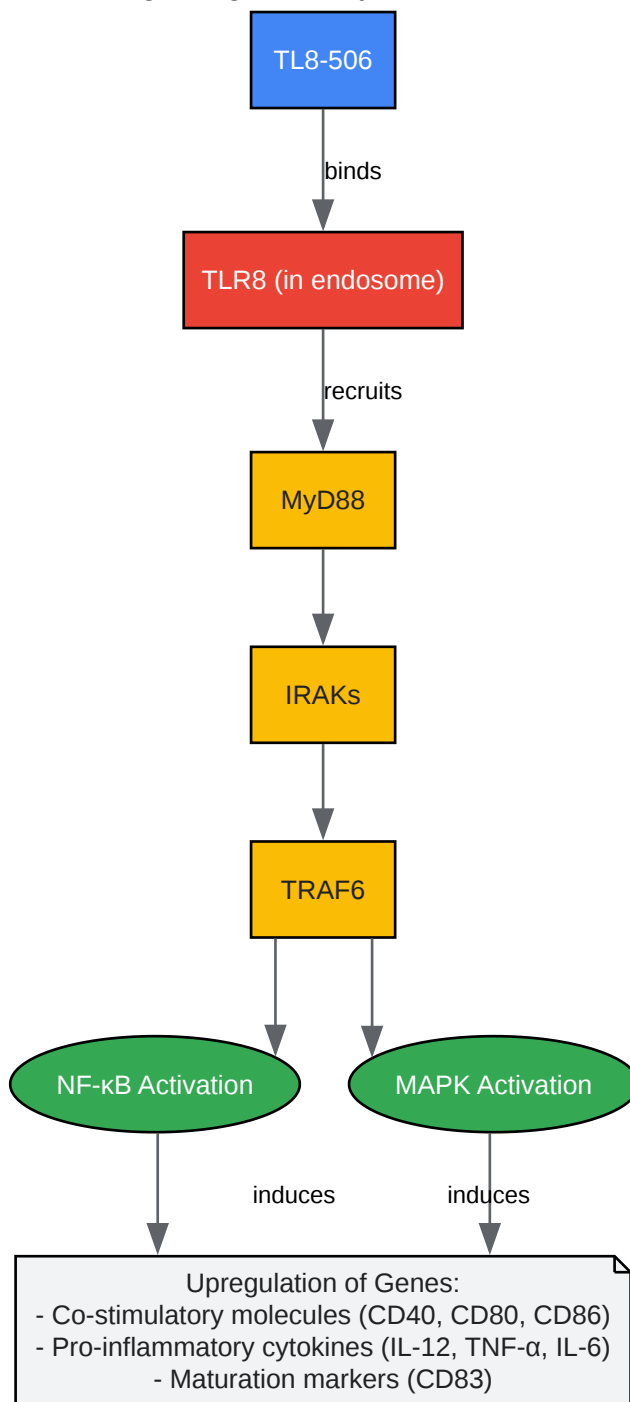 TL8-506
binds
TLR8 (in endosome)
recruits
MyD88
IRAKs
TRAF6
NF-κB Activation
MAPK Activation
induces
induces
Upregulation of Genes:
- Co-stimulatory molecules (CD40, CD80, CD86)
- Pro-inflammatory cytokines (IL-12, TNF-α, IL-6)
- Maturation markers (CD83)